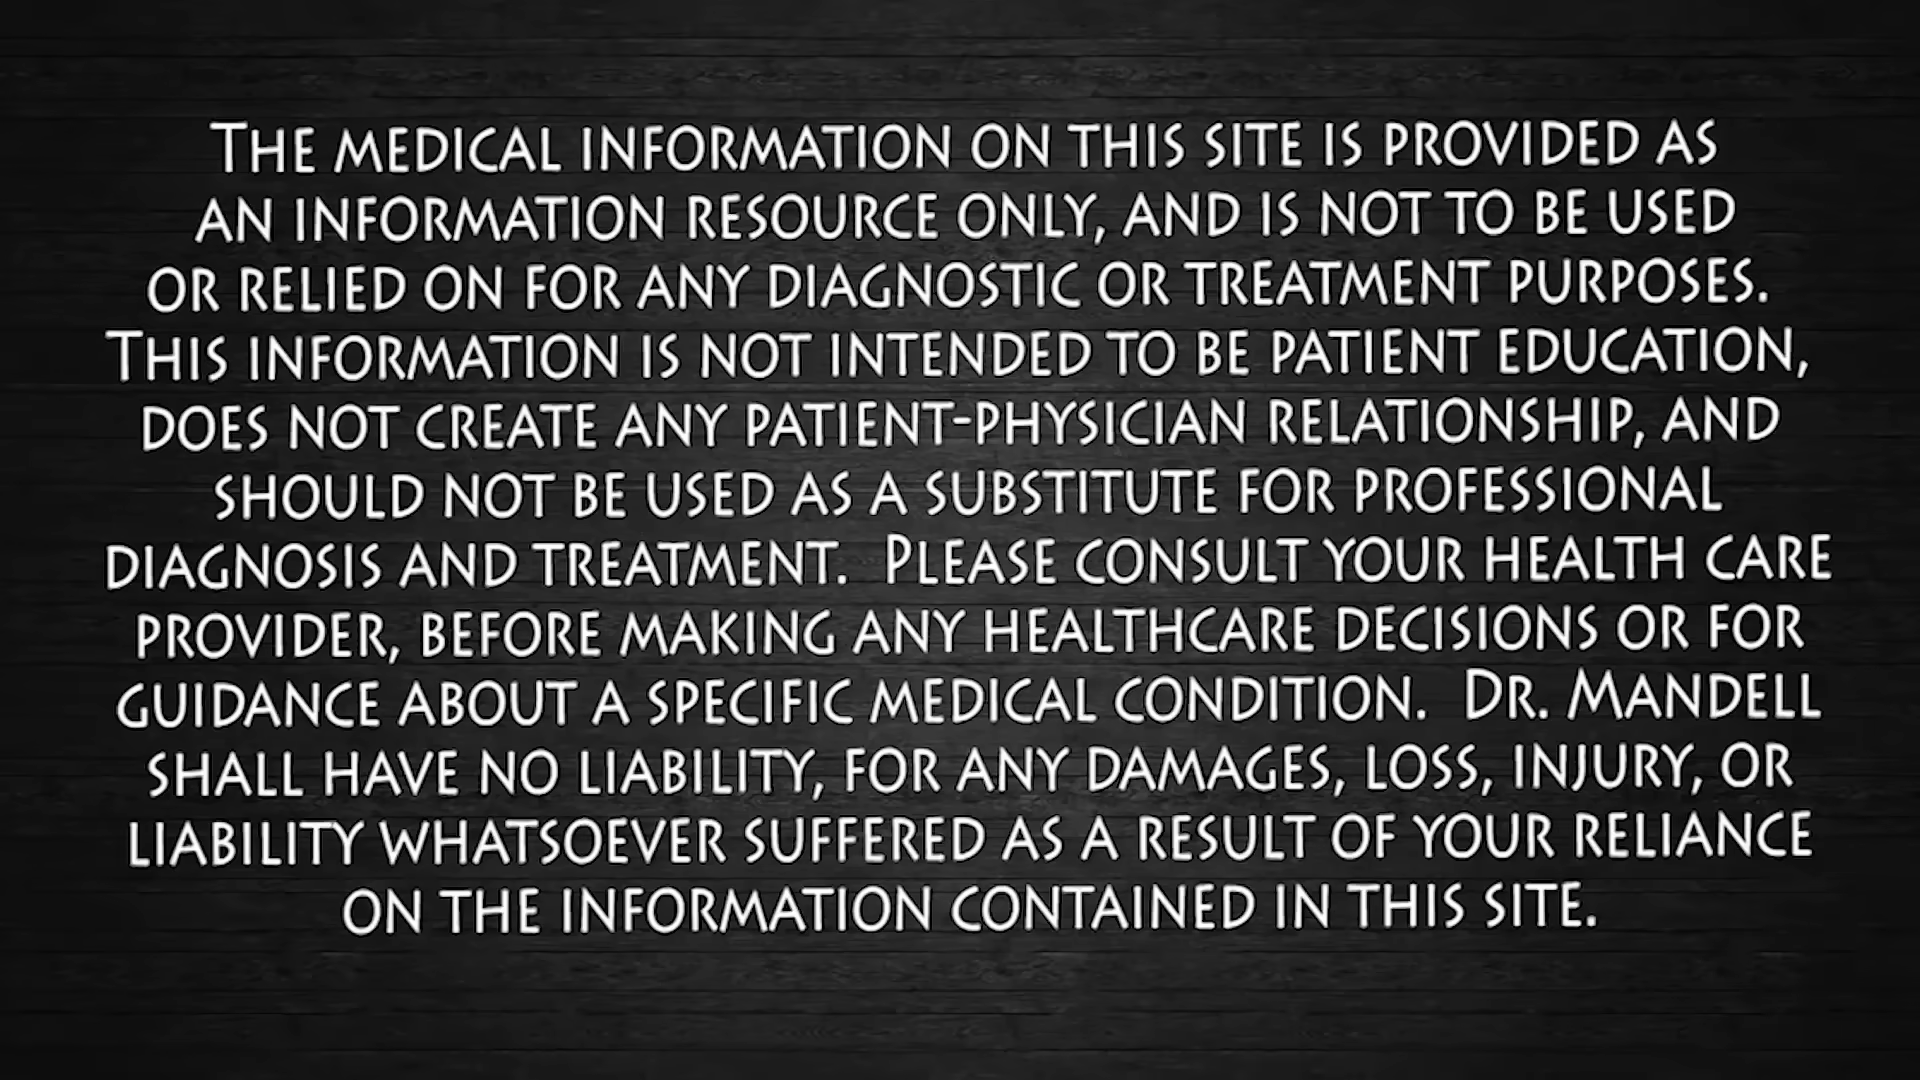 The medical information on this site is provided as
an information resource only, and is not to be used
or relied on for any diagnostic or treatment purposes.
This information is not intended to be patient education,
does not create any patient-physician relationship, and
should not be used as a substitute for professional
diagnosis and treatment. Please consult your health care
provider, before making any healthcare decisions or for
guidance about a specific medical condition. Dr. Mandell
shall have no liability, for any damages, loss, injury, or
liability whatsoever suffered as a result of your reliance
on the information contained in this site.